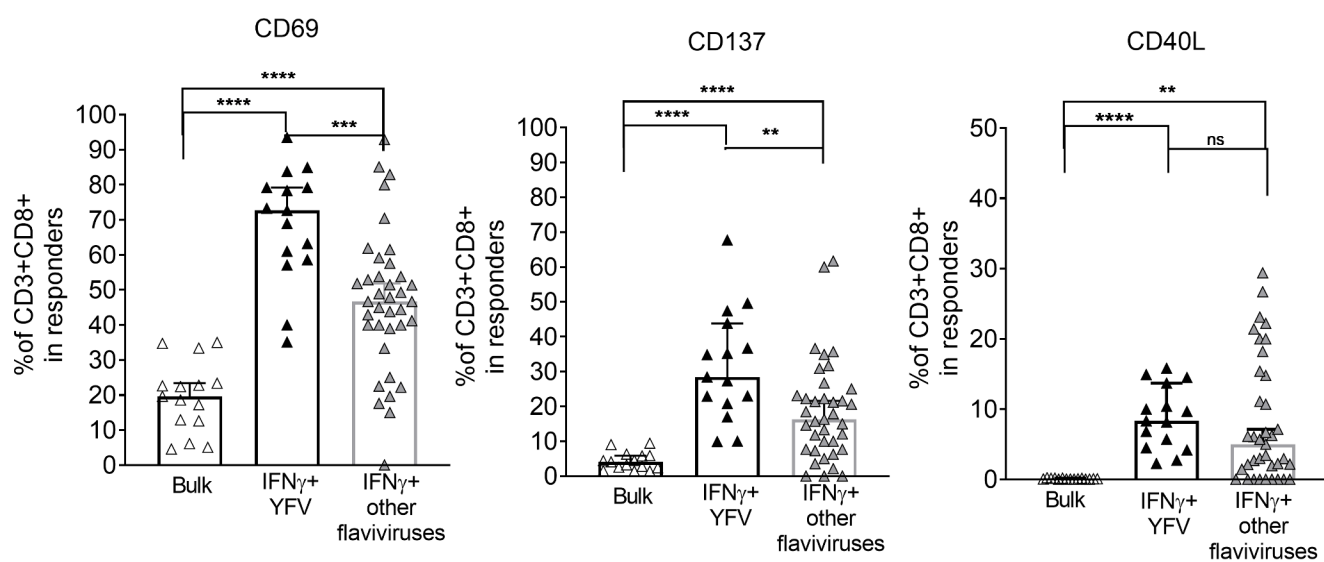 CD69
****
****
***
%of CD3+CD8+
in responders
100
90
80
70
60
50
40
30
20
10
0
Bulk
IFNγ+
YFV
IFNγ+
other
flaviviruses
CD137
****
****
**
%of CD3+CD8+
in responders
100
90
80
70
60
50
40
30
20
10
0
Bulk
IFNγ+
YFV
IFNγ+
other
flaviviruses
CD40L
**
****
ns
%of CD3+CD8+
in responders
50
40
30
20
10
0
Bulk
IFNγ+
YFV
IFNγ+
other
flaviviruses